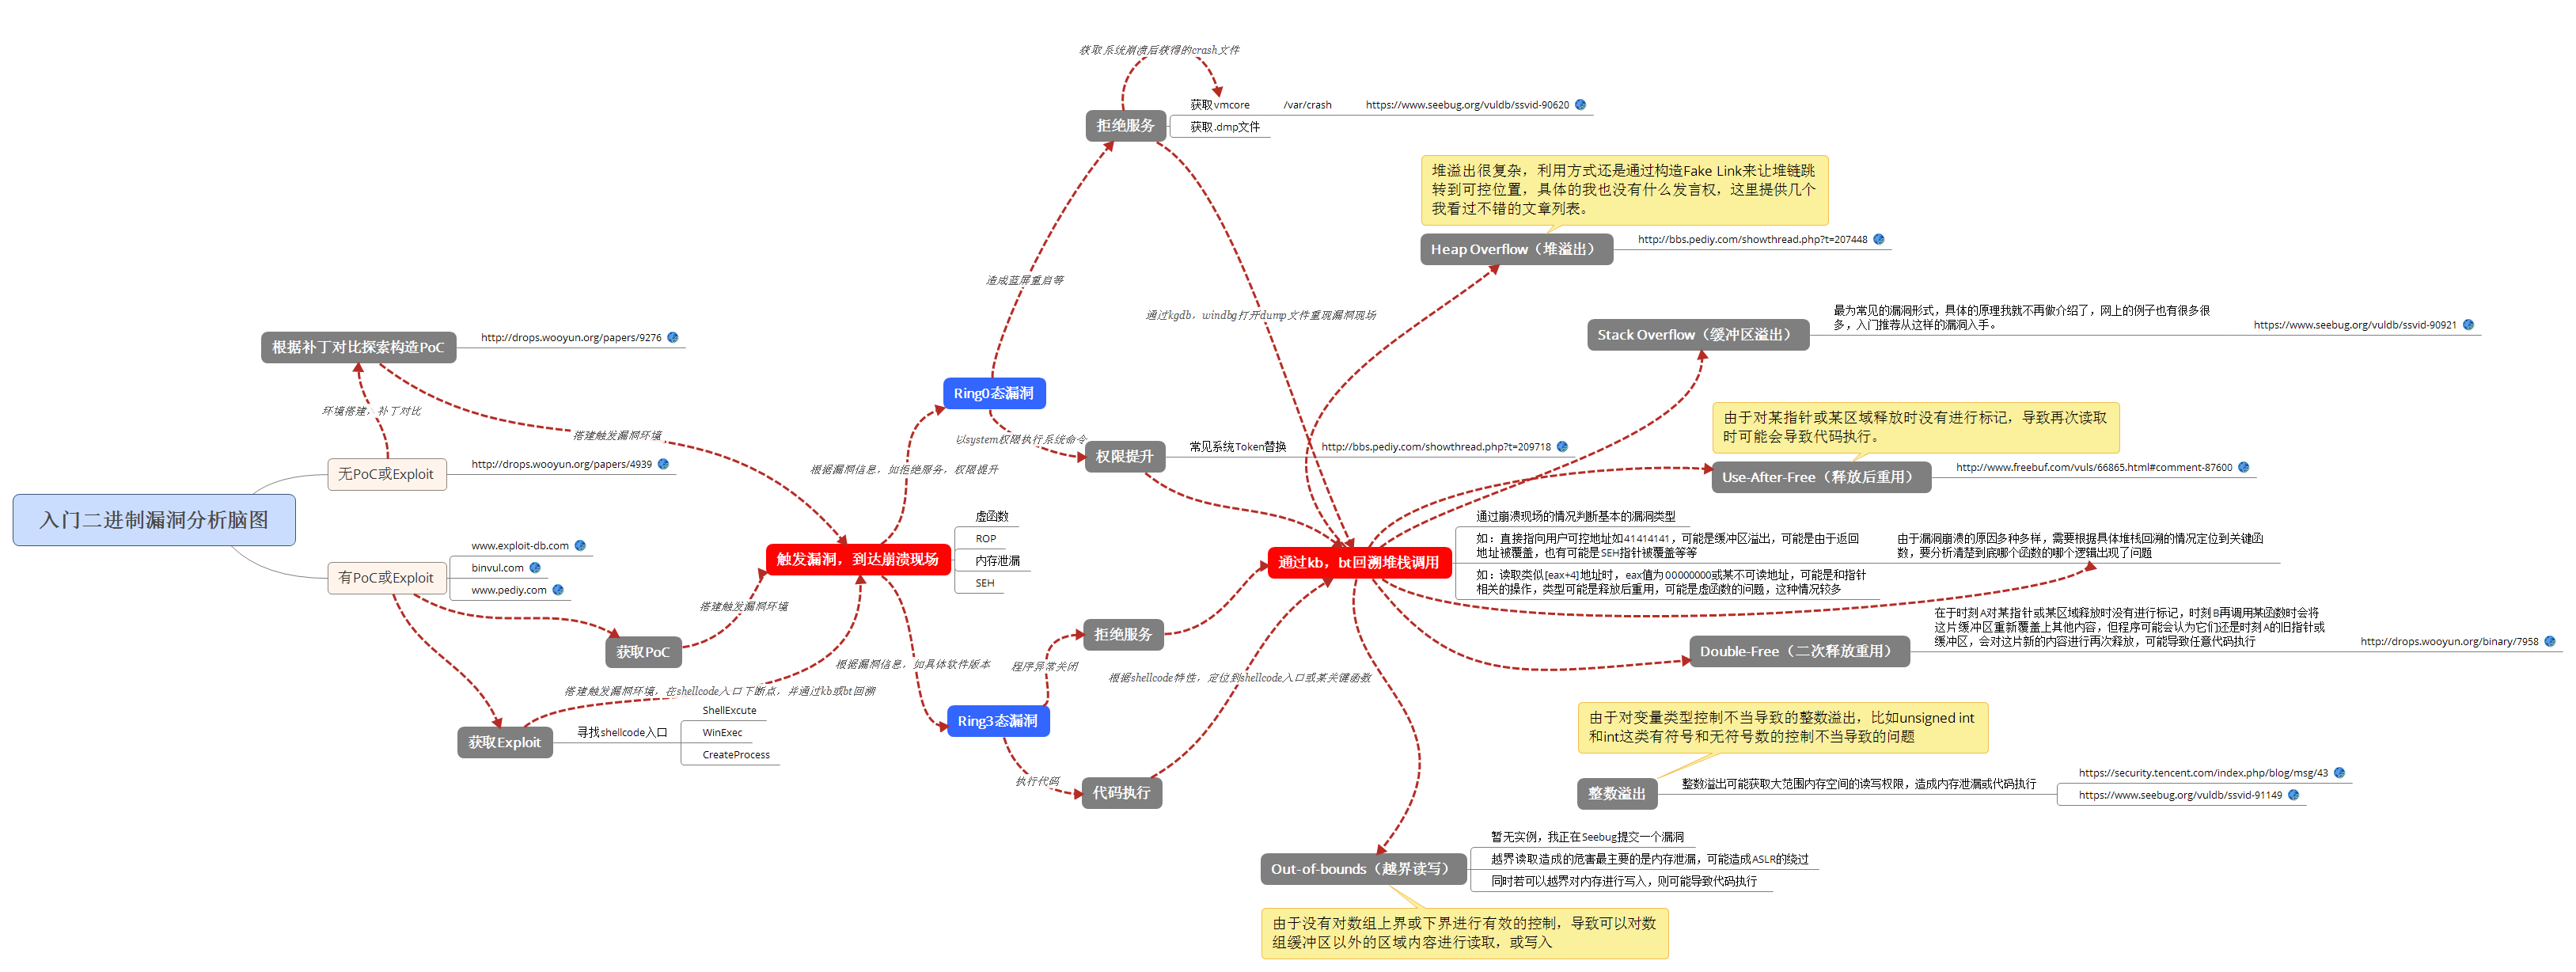 获取系统崩溃后获得的crash文件
获取vmcore
/var/crash
https://www.seebug.org/vuldb/ssvid-90620
拒绝服务
获取.dmp文件
堆溢出很复杂，利用方式还是通过构造Fake Link来让堆链跳
转到可控位置，具体的我也没有什么发言权，这里提供几个
我看过不错的文章列表。
Heap Overflow（堆溢出）
http://bbs.pediy.com/showthread.php?t=207448
造成蓝屏重启等
通过kgdb，windbg打开dump文件重现漏洞现场
最为常见的漏洞形式，具体的原理我就不再做介绍了，网上的例子也有很多很
多，入门推荐从这样的漏洞入手。
https://www.seebug.org/vuldb/ssvid-90921
Stack Overflow（缓冲区溢出）
根据补丁对比探索构造PoC
http://drops.wooyun.org/papers/9276
Ring0态漏洞
环境搭建，补丁对比
搭建触发漏洞环境
以system权限执行系统命令
权限提升
常见系统Token替换
http://bbs.pediy.com/showthread.php?t=209718
由于对某指针或某区域释放时没有进行标记，导致再次读取
时可能会导致代码执行。
Use-After-Free（释放后重用）
http://www.freebuf.com/vuls/66865.html#comment-87600
无PoC或Exploit
http://drops.wooyun.org/papers/4939
根据漏洞信息，如拒绝服务，权限提升
入门二进制漏洞分析脑图
虚函数
ROP
内存泄漏
SEH
触发漏洞，到达崩溃现场
通过kb，bt回溯堆栈调用
通过崩溃现场的情况判断基本的漏洞类型
如：直接指向用户可控地址如41414141，可能是缓冲区溢出，可能是由于返回
地址被覆盖，也有可能是SEH指针被覆盖等等
由于漏洞崩溃的原因多种多样，需要根据具体堆栈回溯的情况定位到关键函
数，要分析清楚到底哪个函数的哪个逻辑出现了问题
如：读取类似[eax+4]地址时，eax值为00000000或某不可读地址，可能是和指针
相关的操作，类型可能是释放后重用，可能是虚函数的问题，这种情况较多
有PoC或Exploit
www.exploit-db.com
binvul.com
www.pediy.com
搭建触发漏洞环境
获取PoC
拒绝服务
程序异常关闭
根据漏洞信息，如具体软件版本
根据shellcode特性，定位到shellcode入口或某关键函数
在于时刻A对某指针或某区域释放时没有进行标记，时刻B再调用某函数时会将
这片缓冲区重新覆盖上其他内容，但程序可能会认为它们还是时刻A的旧指针或
缓冲区，会对这片新的内容进行再次释放，可能导致任意代码执行
http://drops.wooyun.org/binary/7958
Double-Free（二次释放重用）
搭建触发漏洞环境，在shellcode入口下断点，并通过kb或bt回溯
获取Exploit
寻找shellcode入口
ShellExcute
WinExec
CreateProcess
Ring3态漏洞
执行代码
代码执行
由于对变量类型控制不当导致的整数溢出，比如unsigned int
和int这类有符号和无符号数的控制不当导致的问题
整数溢出
整数溢出可能获取大范围内存空间的读写权限，造成内存泄漏或代码执行
https://security.tencent.com/index.php/blog/msg/43
https://www.seebug.org/vuldb/ssvid-91149
Out-of-bounds（越界读写）
暂无实例，我正在Seebug提交一个漏洞
越界读取造成的危害最主要的是内存泄漏，可能造成ASLR的绕过
同时若可以越界对内存进行写入，则可能导致代码执行
由于没有对数组上界或下界进行有效的控制，导致可以对数
组缓冲区以外的区域内容进行读取，或写入